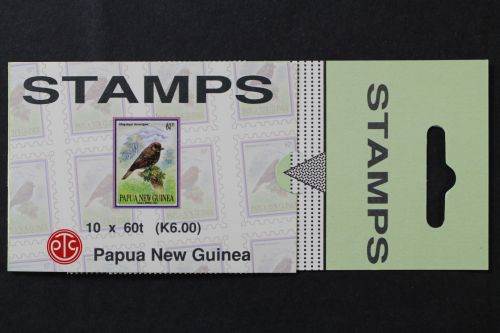 STAMPS
60t
PAPUA NEW GUINEA
10 x 60t (K6.00)
PTC
Papua New Guinea
STAMPS